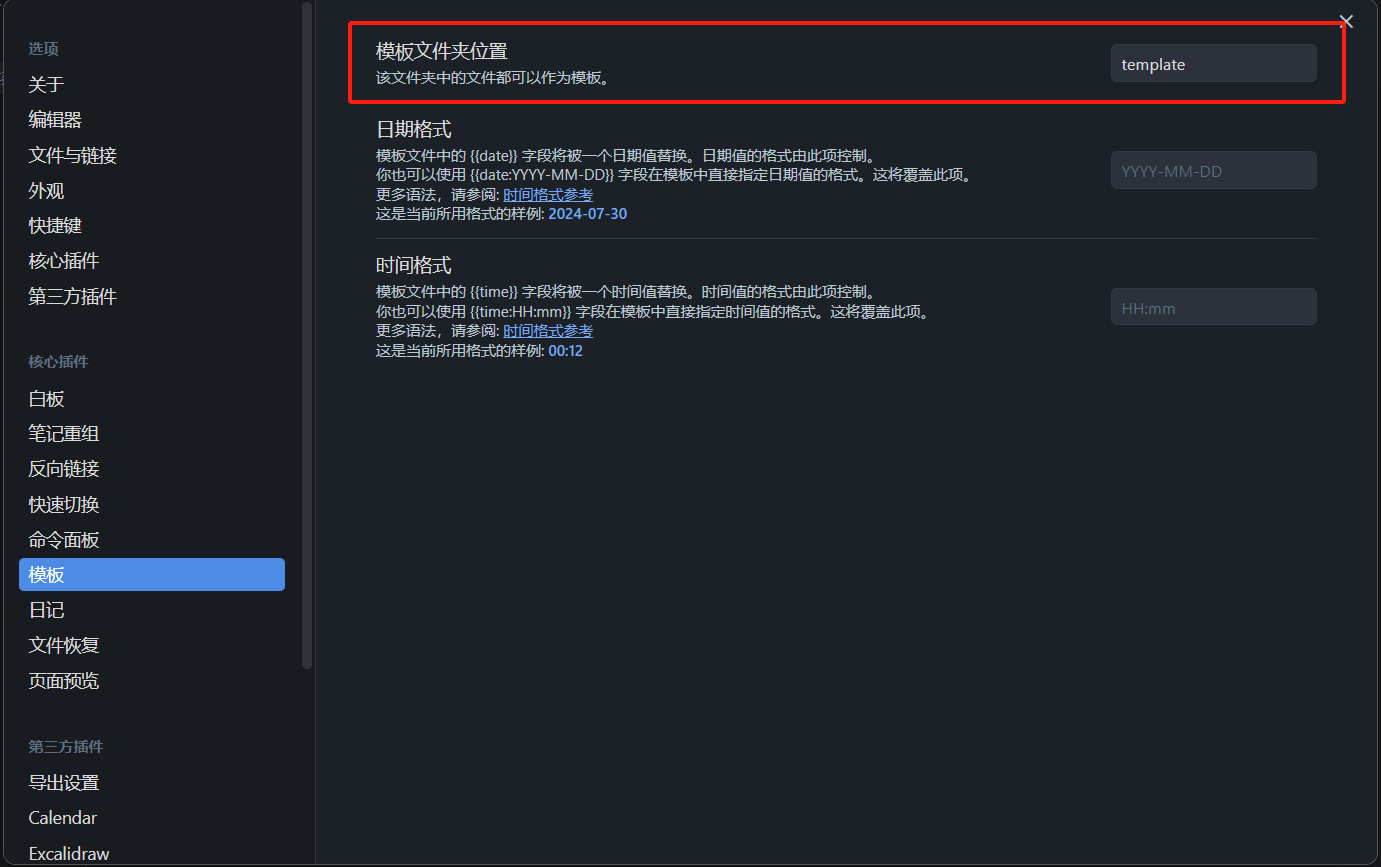 选项
关于
编辑器
文件与链接
外观
快捷键
核心插件
第三方插件
核心插件
白板
笔记重组
反向链接
快速切换
命令面板
模板
日记
文件恢复
页面预览
第三方插件
导出设置
Calendar
Excalidraw
模板文件夹位置
该文件夹中的文件都可以作为模板。
template
日期格式
模板文件中的 {{date}} 字段将被一个日期值替换。日期值的格式由此项控制。
你也可以使用 {{date:YYYY-MM-DD}} 字段在模板中直接指定日期值的格式。这将覆盖此项。
更多语法，请参阅: 时间格式参考
这是当前所用格式的样例: 2024-07-30
YYYY-MM-DD
时间格式
模板文件中的 {{time}} 字段将被一个时间值替换。时间值的格式由此项控制。
你也可以使用 {{time:HH:mm}} 字段在模板中直接指定时间值的格式。这将覆盖此项。
更多语法，请参阅: 时间格式参考
这是当前所用格式的样例: 00:12
HH:mm